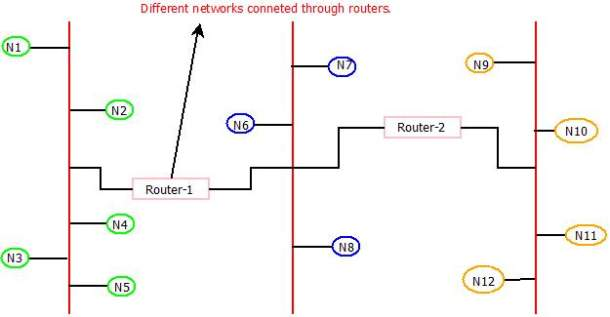 Different networks conneted through routers.
N1
N7
N9
N2
N6
Router-2
N10
Router-1
N4
N11
N8
N3
N5
N12